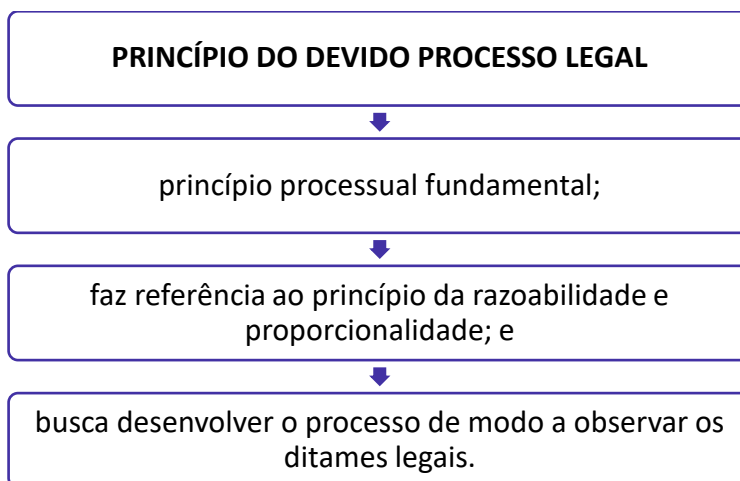 PRINCÍPIO DO DEVIDO PROCESSO LEGAL
princípio processual fundamental;
faz referência ao princípio da razoabilidade e
proporcionalidade; e
busca desenvolver o processo de modo a observar os
ditames legais.